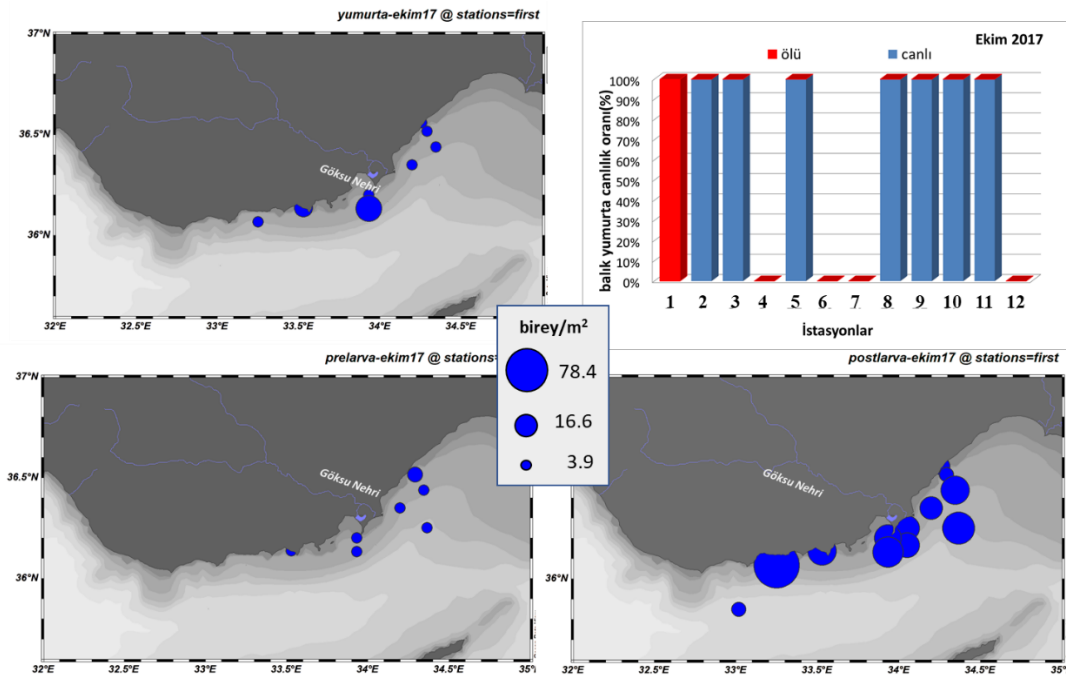 yumurta-ekim17 @ stations=first
37°N
36.5°N
36°N
Göksu Nehri
32°E
32.5°E
33°E
33.5°E
34°E
34.5°E
35°
Ekim 2017
ölü
canlı
balık yumurta canlılık oranı(%)
100%
90%
80%
70%
60%
50%
40%
30%
20%
10%
0%
1 2 3 4 5 6 7 8 9 10 11 12
İstasyonlar
birey/m²
78.4
16.6
3.9
prelarva-ekim17 @ stations=
37°N
36.5°N
36°N
Göksu Nehri
32°E
32.5°E
33°E
33.5°E
34°E
34.5°E
35°
postlarva-ekim17 @ stations=first
Göksu Nehri
33°E
33.5°E
34°E
34.5°E
35°